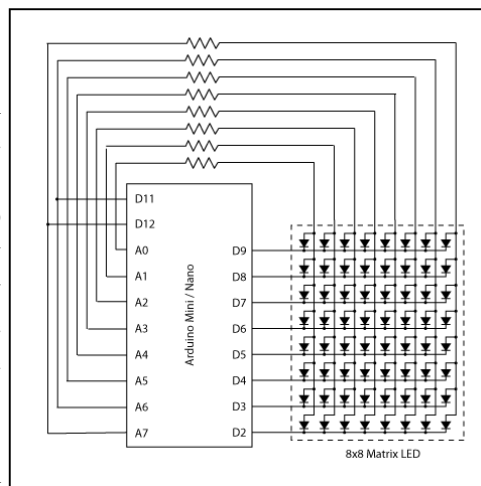 D11
D12
A0
A1
A2
A3
A4
A5
A6
A7
Arduino Mini / Nano
D9
D8
D7
D6
D5
D4
D3
D2
8x8 Matrix LED